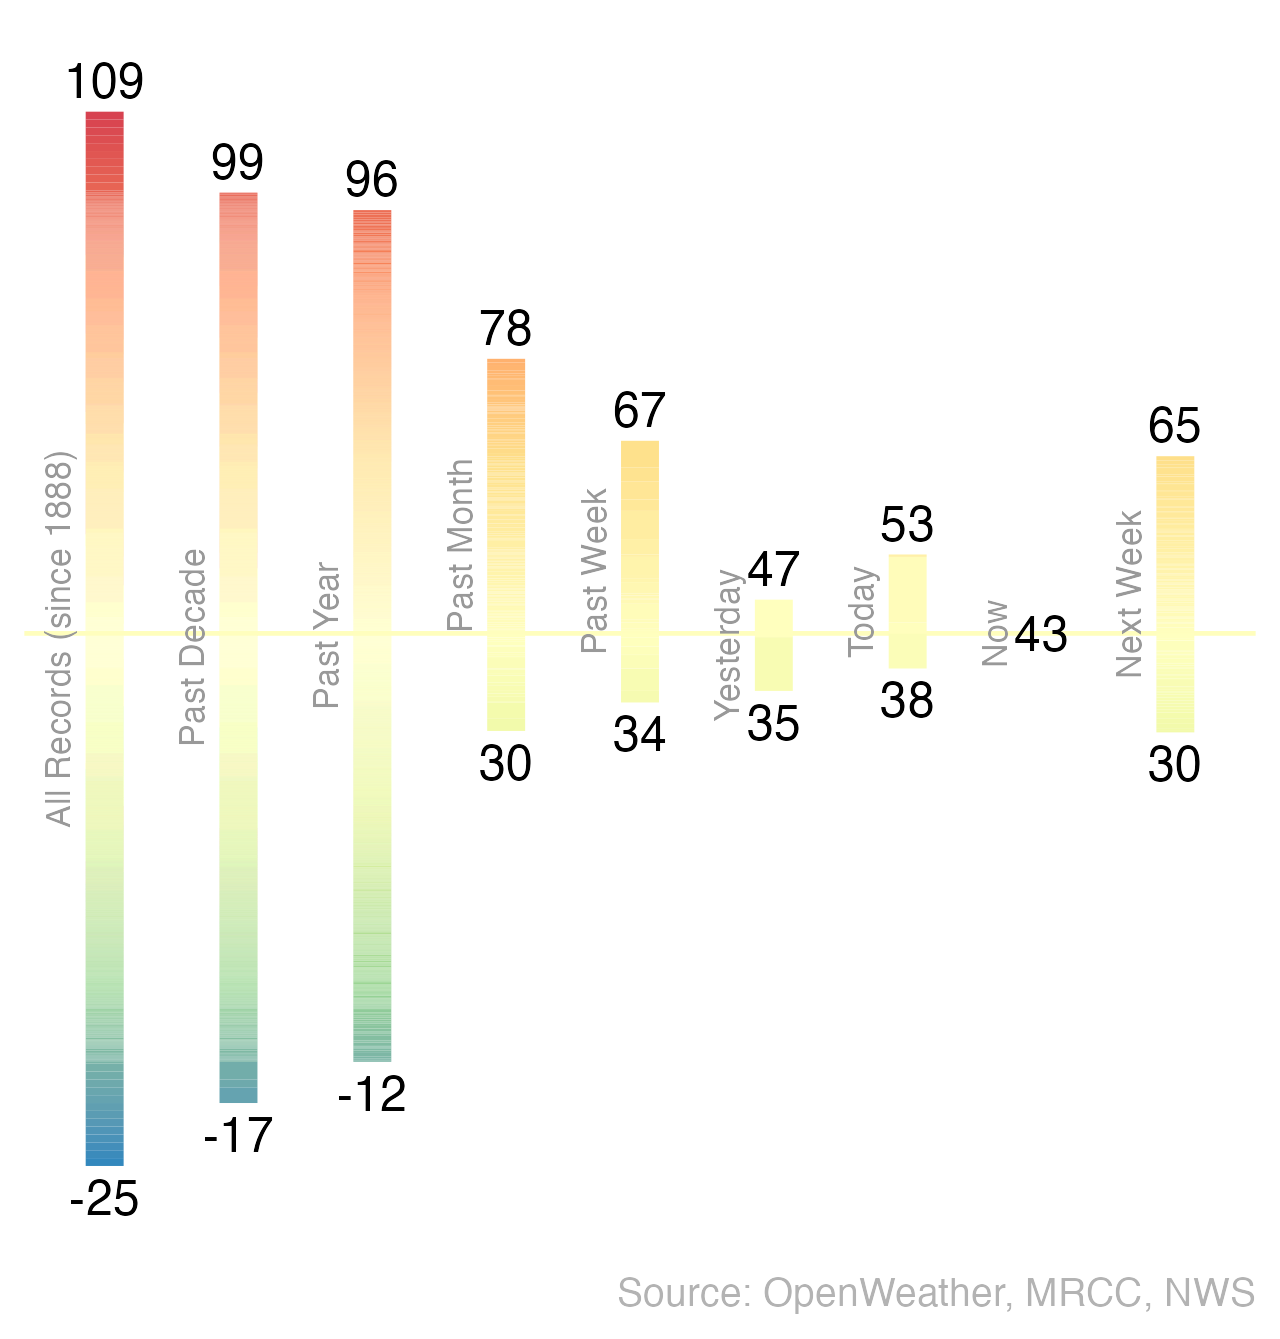 109
All Records (since 1888)
-25
99
Past Decade
-17
96
Past Year
-12
78
Past Month
30
67
Past Week
34
47
Yesterday
35
53
Today
38
Now
43
65
Next Week
30
Source: OpenWeather, MRCC, NWS